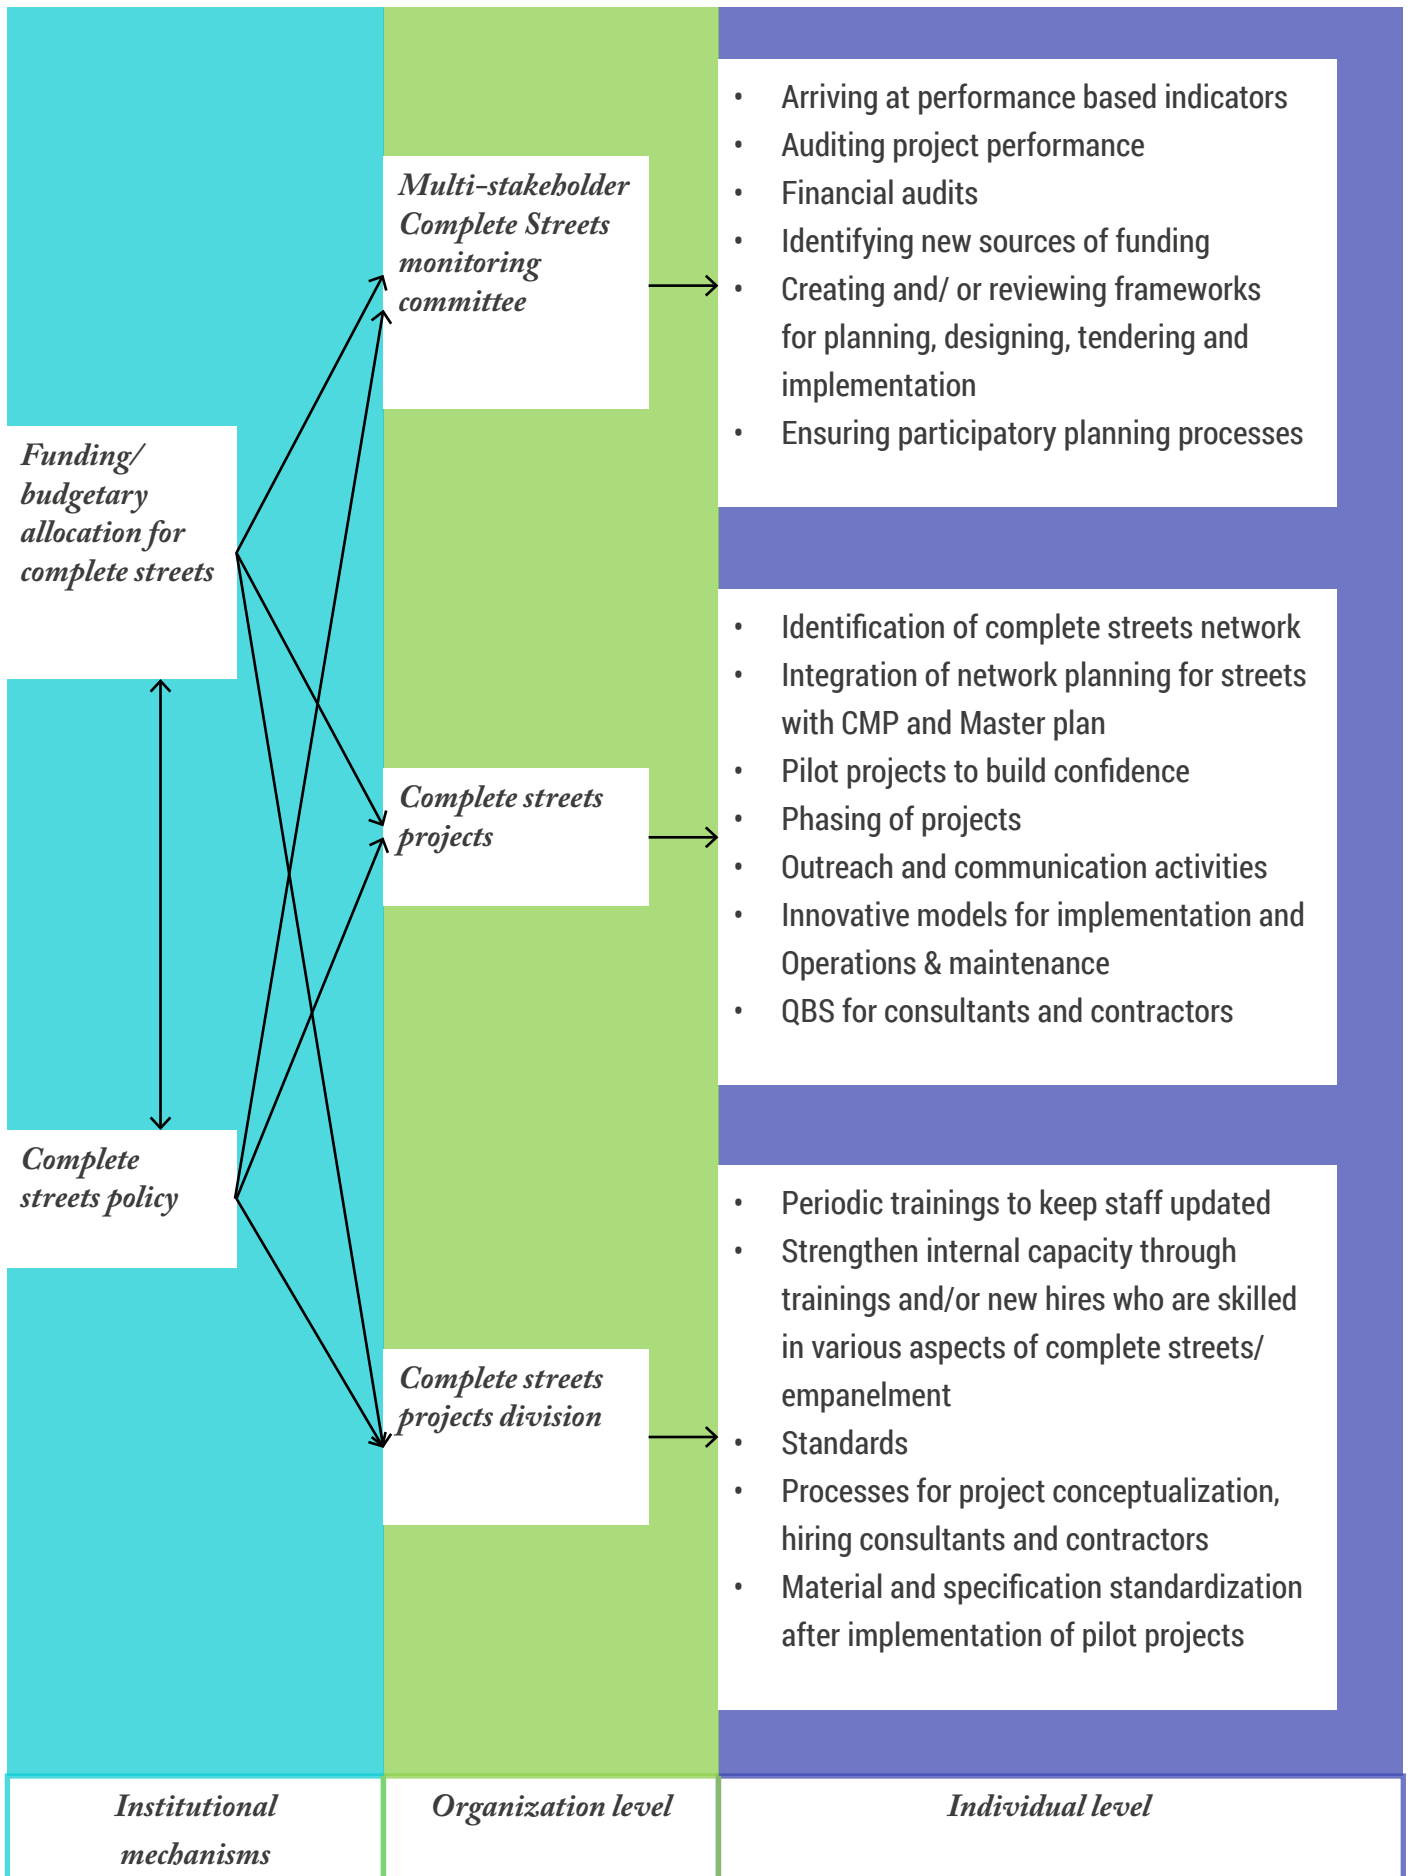 Funding/
budgetary
allocation for
complete streets
Complete
streets policy
Multi-stakeholder
Complete Streets
monitoring
committee
Complete streets
projects
Complete streets
projects division
• Arriving at performance based indicators
• Auditing project performance
• Financial audits
• Identifying new sources of funding
• Creating and/ or reviewing frameworks
for planning, designing, tendering and
implementation
• Ensuring participatory planning processes
• Identification of complete streets network
• Integration of network planning for streets
with CMP and Master plan
• Pilot projects to build confidence
• Phasing of projects
• Outreach and communication activities
• Innovative models for implementation and
Operations & maintenance
• QBS for consultants and contractors
• Periodic trainings to keep staff updated
• Strengthen internal capacity through
trainings and/or new hires who are skilled
in various aspects of complete streets/
empanelment
• Standards
• Processes for project conceptualization,
hiring consultants and contractors
• Material and specification standardization
after implementation of pilot projects
Institutional
mechanisms
Organization level
Individual level